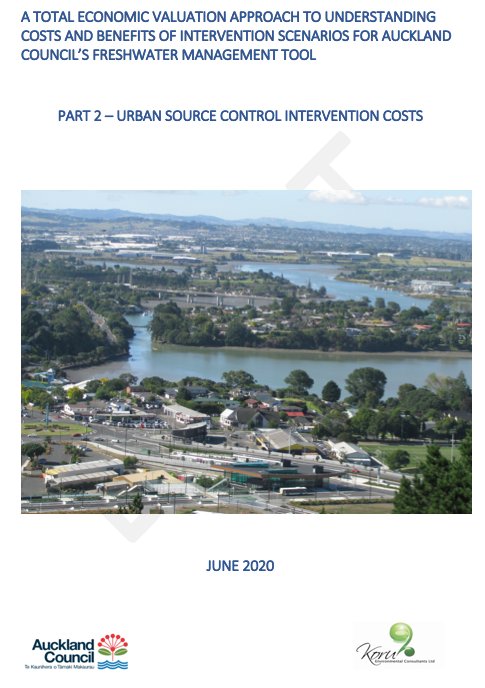 A TOTAL ECONOMIC VALUATION APPROACH TO UNDERSTANDING
COSTS AND BENEFITS OF INTERVENTION SCENARIOS FOR AUCKLAND
COUNCIL'S FRESHWATER MANAGEMENT TOOL
PART 2 – URBAN SOURCE CONTROL INTERVENTION COSTS
JUNE 2020
Auckland
Council
Te Kaunihera o Tāmaki Makaurau
Koru
Environmental Consultants Ltd